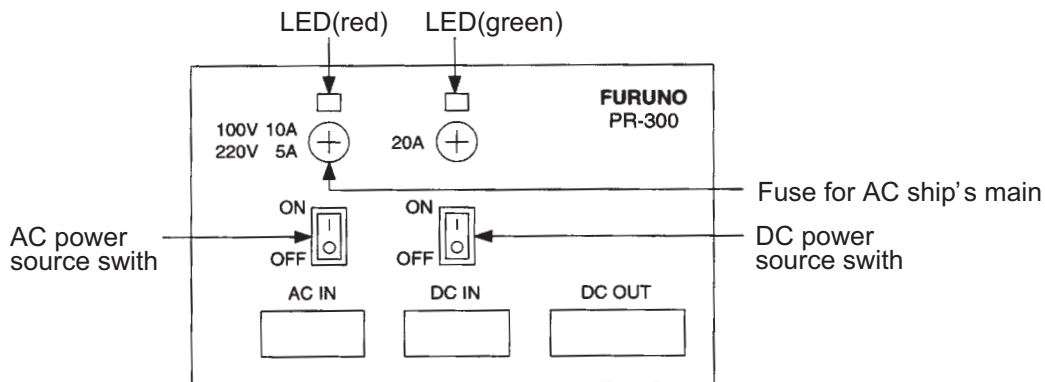 LED(red) LED(green)
FURUNO
PR-300
100V 10A
220V 5A
20A
Fuse for AC ship's main
ON
OFF
ON
OFF
AC power
source swith
DC power
source swith
AC IN
DC IN
DC OUT